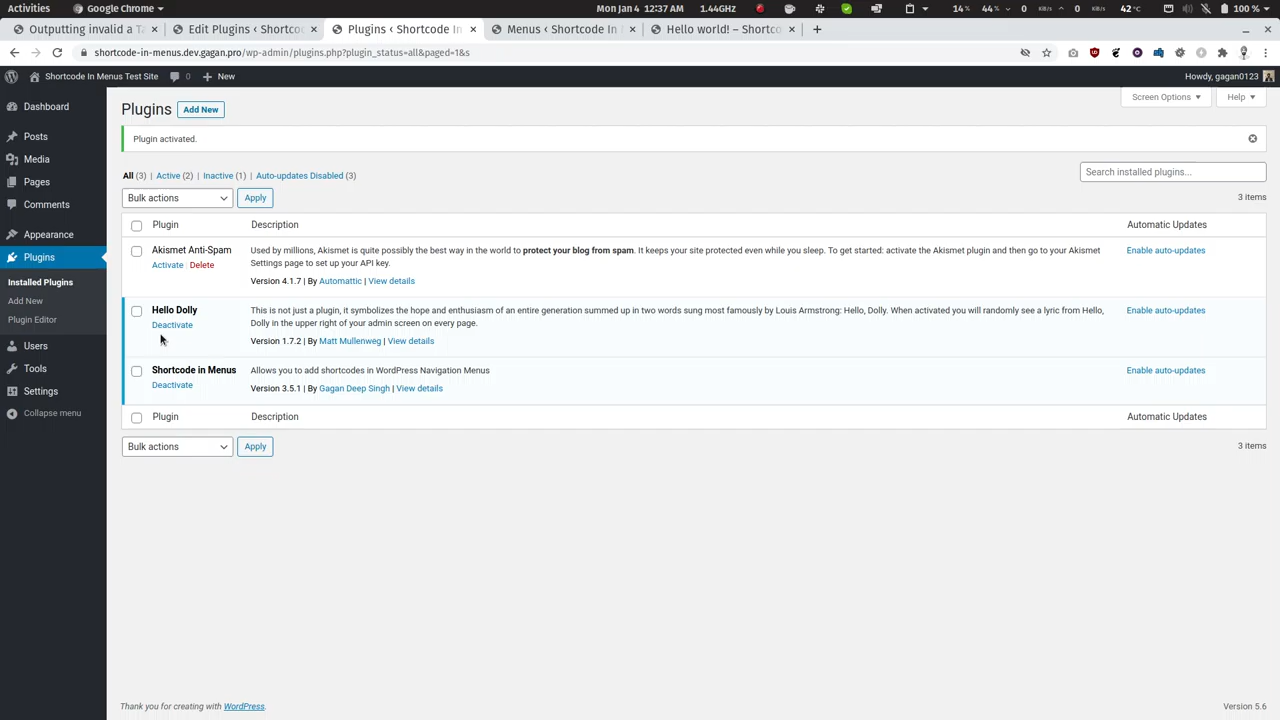 Activities
Google Chrome
Mon Jan 4 12:37 AM
1.44GHz
14%
44%
0
0
42°C
100 %
Outputting invalid a T
Edit Plugins ‹ Shortco
Plugins ‹ Shortcode In
Menus ‹ Shortcode In
Hello world! – Shortco
shortcode-in-menus.dev.gagan.pro/wp-admin/plugins.php?plugin_status=all&paged=1&s
Shortcode In Menus Test Site
0
New
Howdy, gagan0123
Dashboard
Posts
Media
Pages
Comments
Appearance
Plugins
Installed Plugins
Add New
Plugin Editor
Users
Tools
Settings
Collapse menu
Plugins Add New
Screen Options
Help
Plugin activated.
All (3) | Active (2) | Inactive (1) | Auto-updates Disabled (3)
Search installed plugins...
Bulk actions
Apply
3 items
Plugin Description Automatic Updates
Akismet Anti-Spam
Activate | Delete
Used by millions, Akismet is quite possibly the best way in the world to protect your blog from spam. It keeps your site protected even while you sleep. To get started: activate the Akismet plugin and then go to your Akismet
Settings page to set up your API key.
Version 4.1.7 | By Automattic | View details
Enable auto-updates
Hello Dolly
Deactivate
This is not just a plugin, it symbolizes the hope and enthusiasm of an entire generation summed up in two words sung most famously by Louis Armstrong: Hello, Dolly. When activated you will randomly see a lyric from Hello,
Dolly in the upper right of your admin screen on every page.
Version 1.7.2 | By Matt Mullenweg | View details
Enable auto-updates
Shortcode in Menus
Deactivate
Allows you to add shortcodes in WordPress Navigation Menus
Version 3.5.1 | By Gagan Deep Singh | View details
Enable auto-updates
Plugin Description Automatic Updates
Bulk actions
Apply
3 items
Thank you for creating with WordPress.
Version 5.6